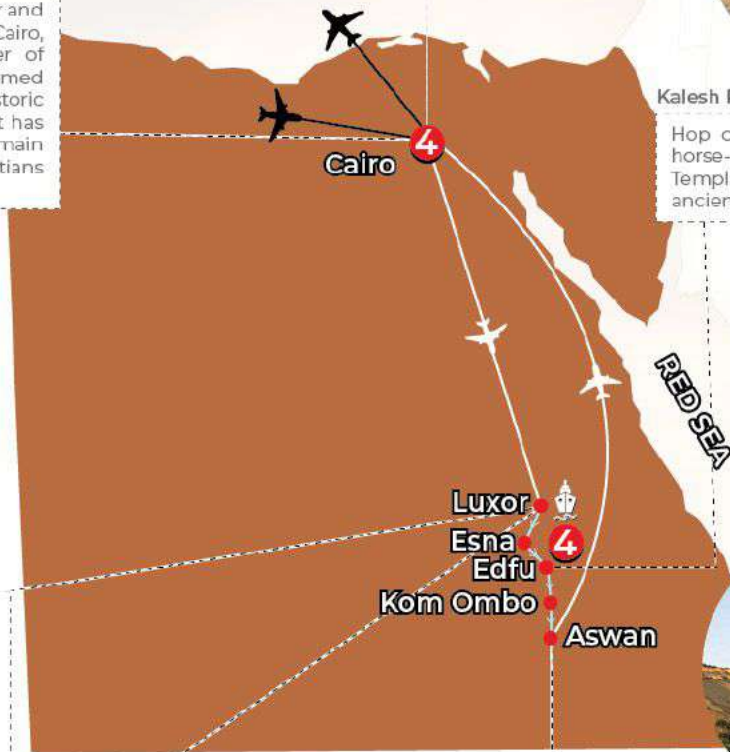 and
Cairo,
er of
med
storic
t has
main
tians
Kalesh
Hop
horse-
Templ
ancien
4
Cairo
RED SEA
Luxor
Esna
4
Edfu
Kom Ombo
Aswan